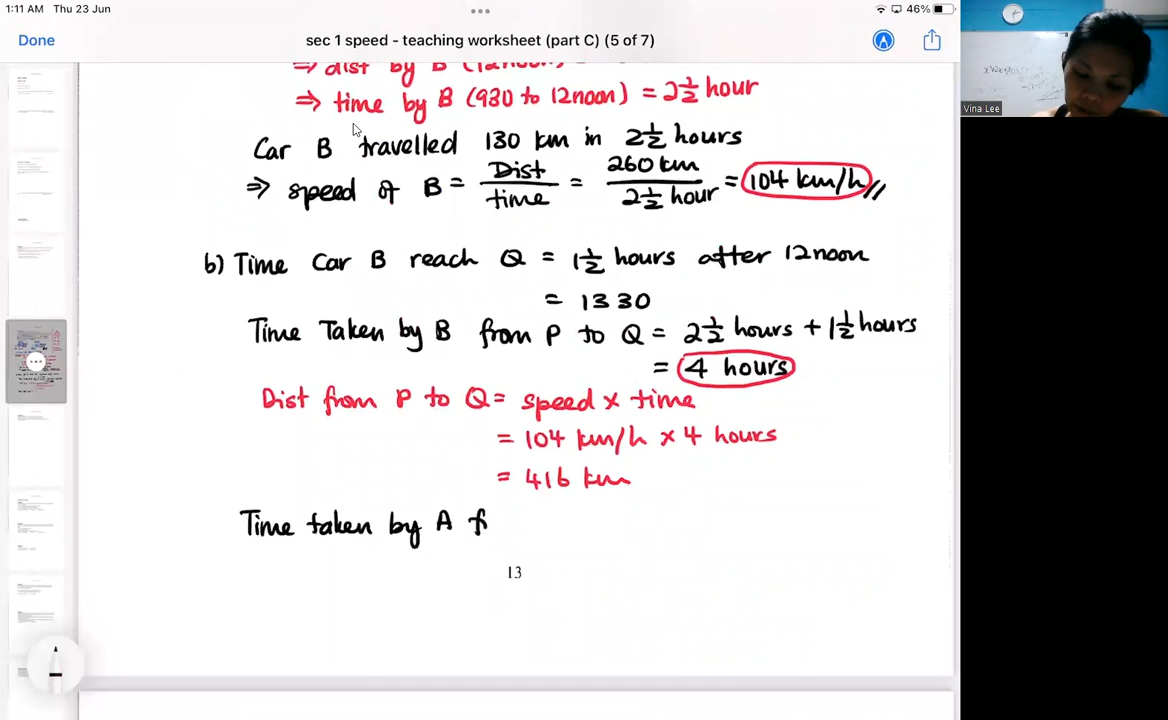 1:11 AM Thu 23 Jun
46%
Done
sec 1 speed - teaching worksheet (part C) (5 of 7)
⇒ dist by B (12noon) =
⇒ time by B (930 to 12noon) = 2½ hour
Car B travelled 130 km in 2½ hours
⇒ speed of B = Dist/time = 260 km/2½ hour = 104 km/h //
b) Time Car B reach Q = 1½ hours after 12noon
= 1330
Time Taken by B from P to Q = 2½ hours + 1½ hours
= 4 hours
Dist from P to Q = speed x time
= 104 km/h x 4 hours
= 416 km
Time taken by A f
13
Vina Lee